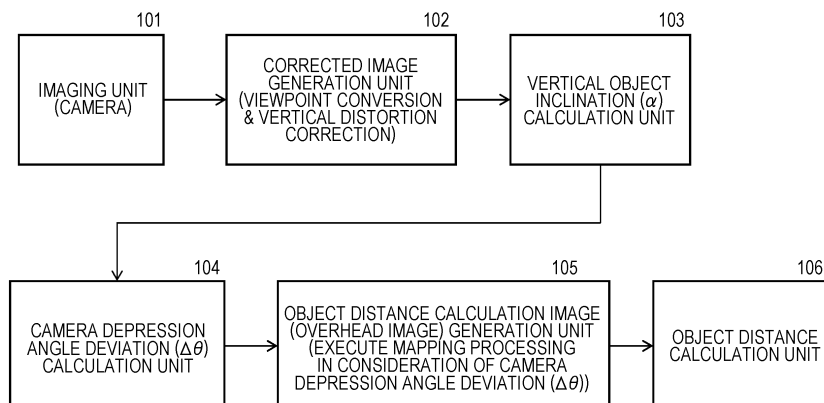 101
IMAGING UNIT
(CAMERA)
102
CORRECTED IMAGE
GENERATION UNIT
(VIEWPOINT CONVERSION
& VERTICAL DISTORTION
CORRECTION)
103
VERTICAL OBJECT
INCLINATION (α)
CALCULATION UNIT
104
CAMERA DEPRESSION
ANGLE DEVIATION (Δθ)
CALCULATION UNIT
105
OBJECT DISTANCE CALCULATION IMAGE
(OVERHEAD IMAGE) GENERATION UNIT
(EXECUTE MAPPING PROCESSING
IN CONSIDERATION OF CAMERA
DEPRESSION ANGLE DEVIATION (Δθ))
106
OBJECT DISTANCE
CALCULATION UNIT